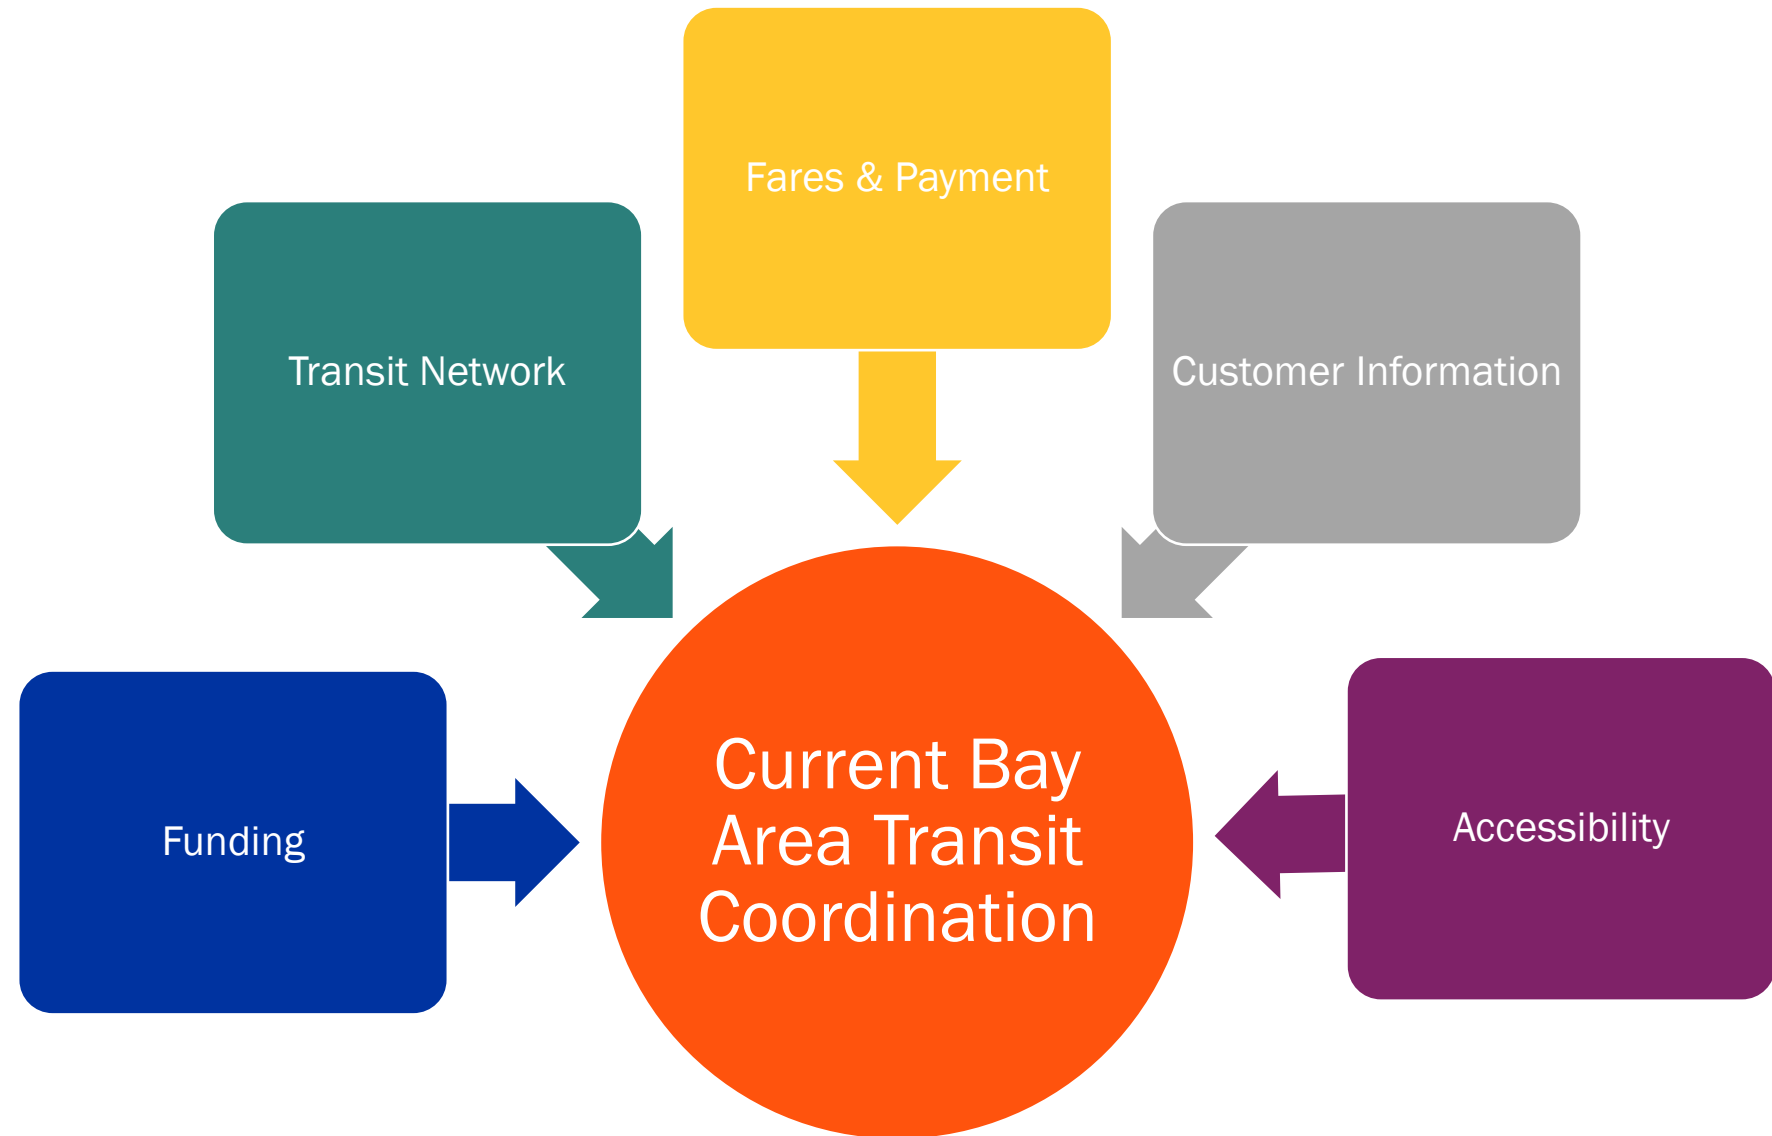 Fares & Payment
Transit Network
Customer Information
Funding
Current Bay
Area Transit
Coordination
Accessibility